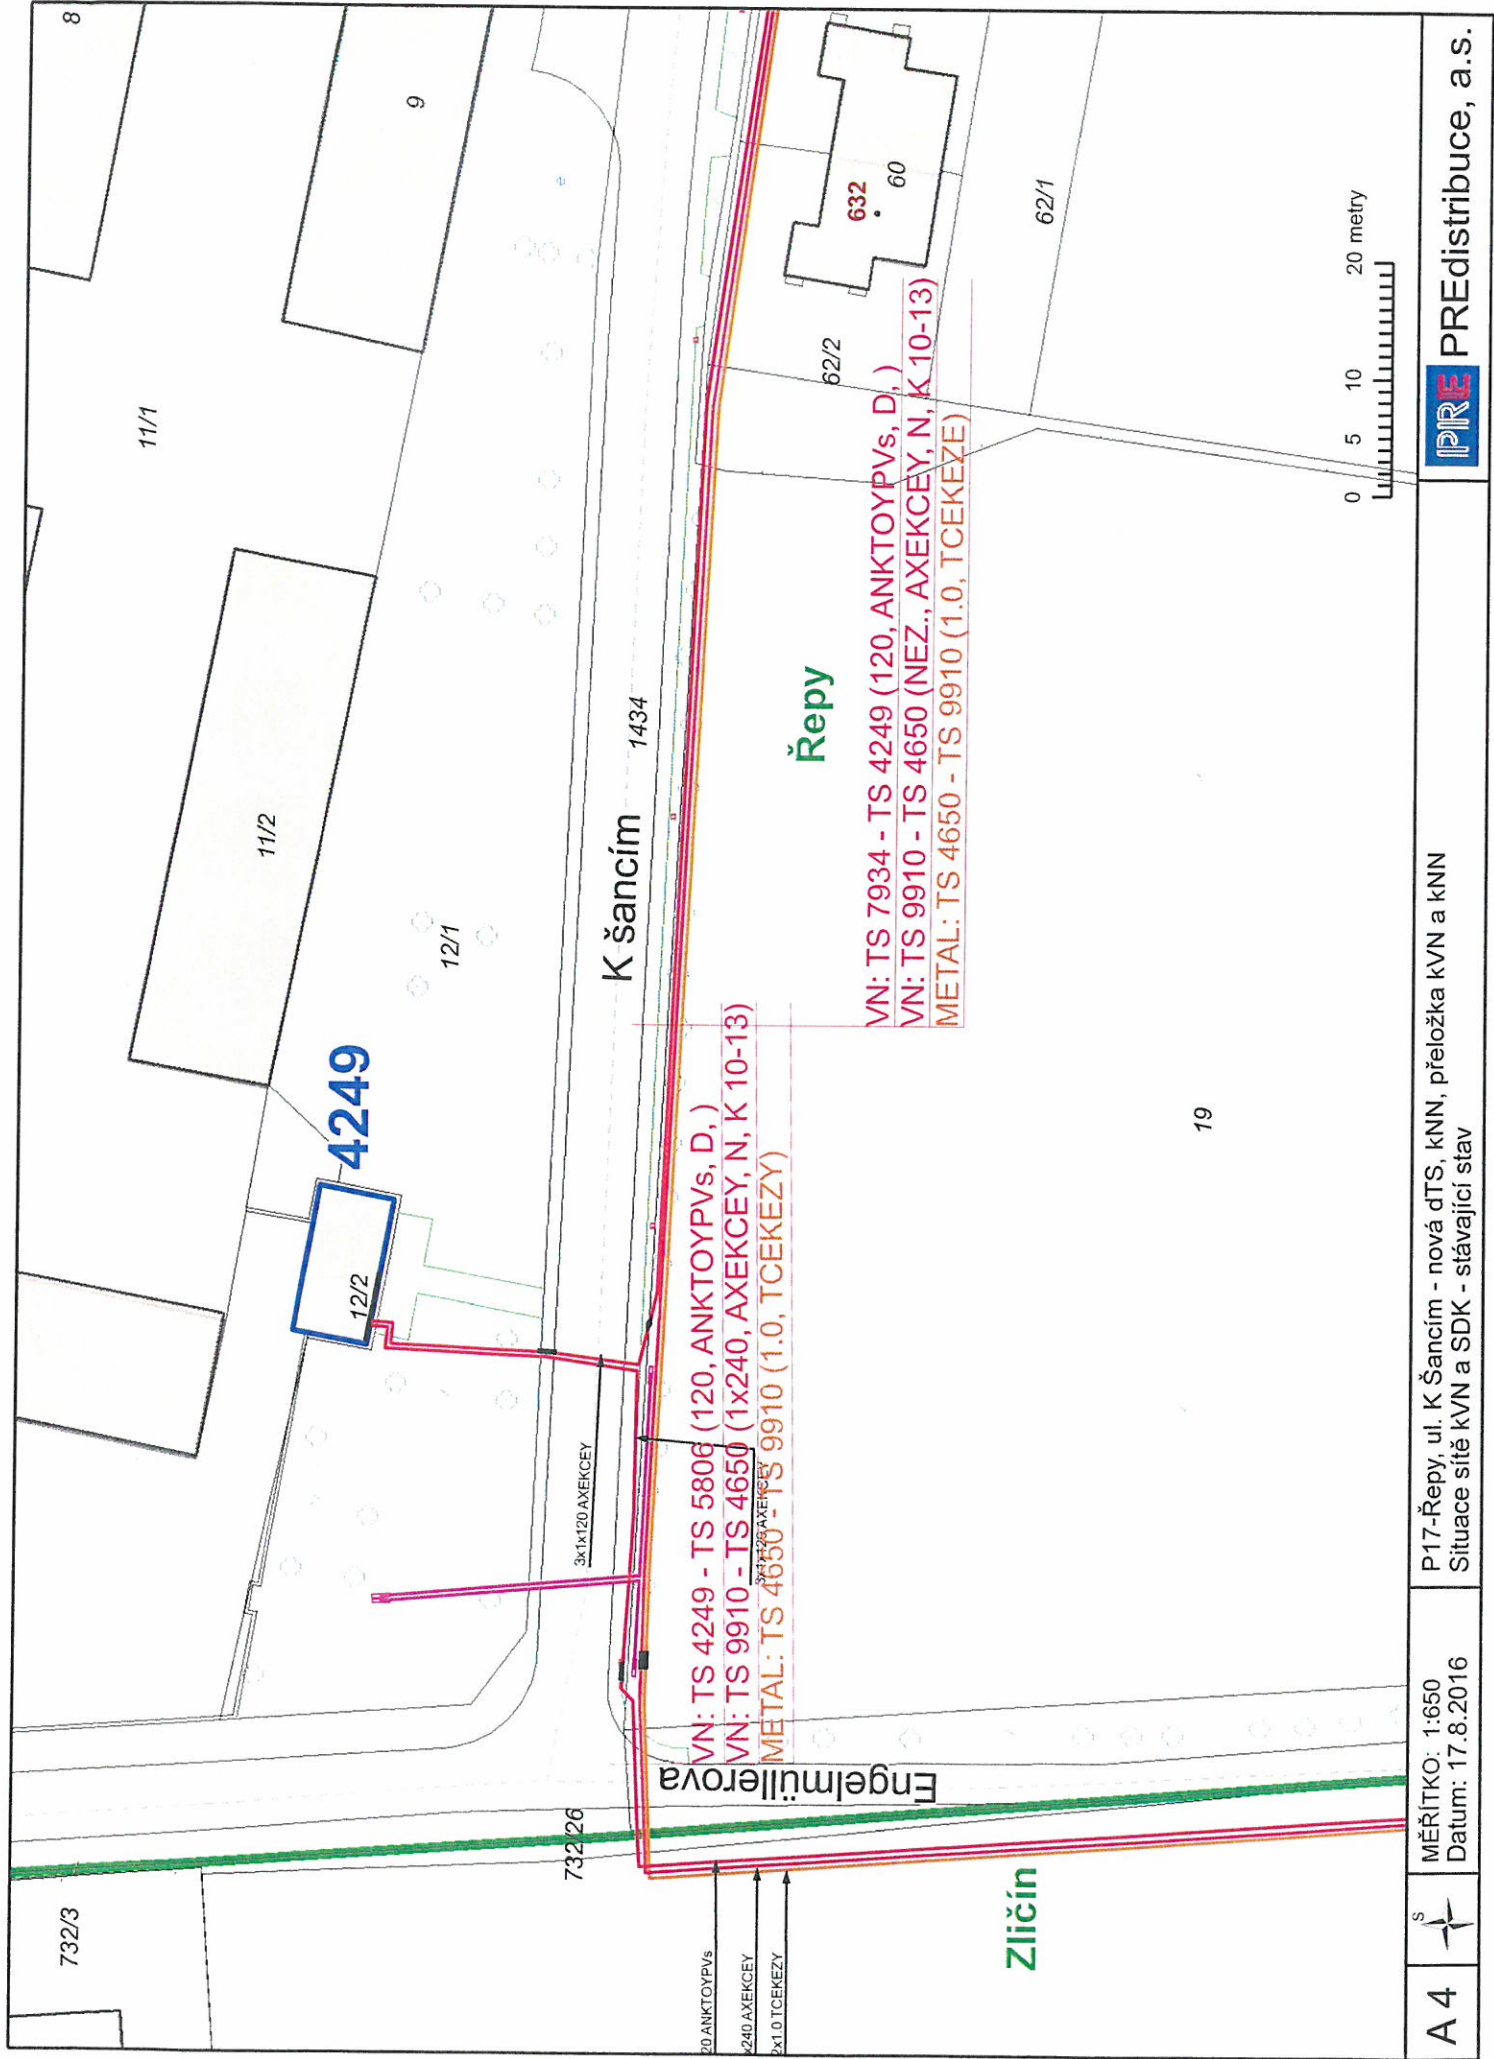 8
9
11/1
11/2
12/1
12/2
4249
K šancím
1434
632
60
62/1
62/2
Řepy
VN: TS 7934 - TS 4249 (120, ANKTOYPVs, D, )
VN: TS 9910 - TS 4650 (NEZ., AXEKCEY, N, K 10-13)
METAL: TS 4650 - TS 9910 (1.0, TCEKEZE)
VN: TS 4249 - TS 5806 (120, ANKTOYPVs, D, )
VN: TS 9910 - TS 4650 (1x240, AXEKCEY, N, K 10-13)
METAL: TS 4650 - TS 9910 (1.0, TCEKEZY)
3x1x120 AXEKCEY
3x1x120 AXEKCEY
19
732/3
732/26
Engelmüllerova
Zličín
20 ANKTOYPVs
x240 AXEKCEY
2x1.0 TCEKEZY
0 5 10 20 metry
A 4
S
MĚŘÍTKO: 1:650
Datum: 17.8.2016
P17-Řepy, ul. K Šancím - nová dTS, kNN, přeložka kVN a kNN
Situace sítě kVN a SDK - stávající stav
PRE PREdistribuce, a.s.